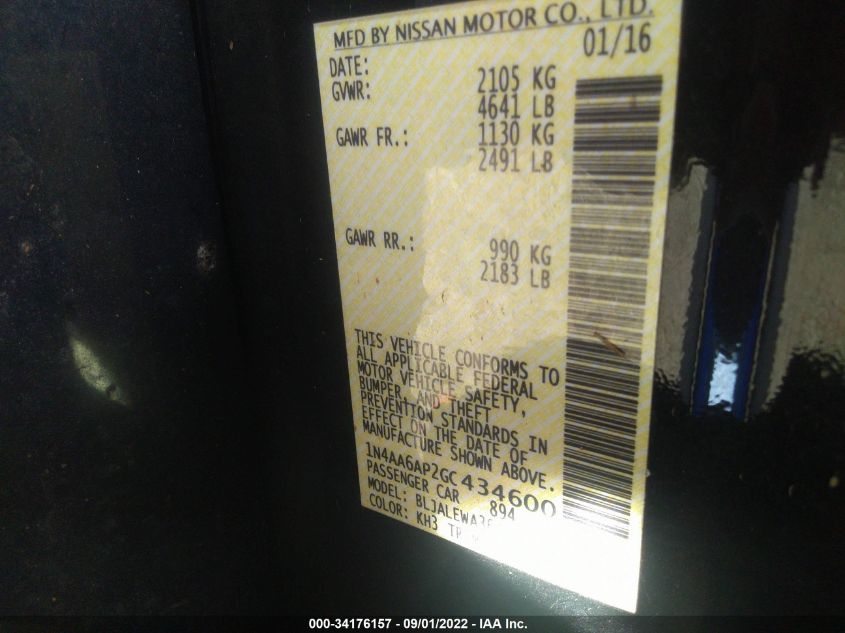 MFD BY NISSAN MOTOR CO., LTD.
DATE: 01/16
GVWR: 2105 KG
4641 LB
GAWR FR.: 1130 KG
2491 LB
GAWR RR.: 990 KG
2183 LB
THIS VEHICLE CONFORMS TO
ALL APPLICABLE FEDERAL
MOTOR VEHICLE SAFETY,
BUMPER, AND THEFT
PREVENTION STANDARDS IN
EFFECT ON THE DATE OF
MANUFACTURE SHOWN ABOVE.
1N4AA6AP2GC434600
PASSENGER CAR 894
MODEL:
COLOR: KH3
000-34176157 - 09/01/2022 - IAA Inc.